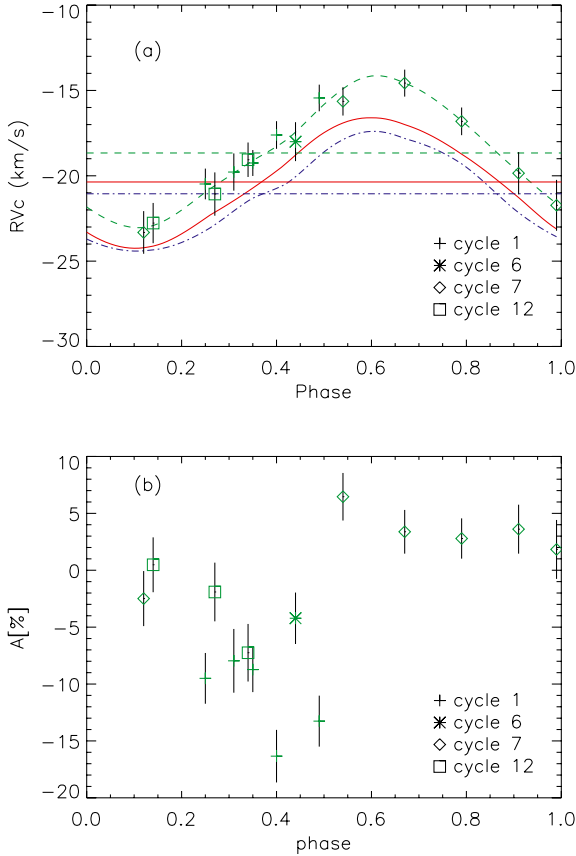 (a)
RVc (km/s)
-10
-15
-20
-25
-30
cycle 1
cycle 6
cycle 7
cycle 12
0.0 0.2 0.4 0.6 0.8 1.0
Phase
(b)
A[%]
10
5
0
-5
-10
-15
-20
cycle 1
cycle 6
cycle 7
cycle 12
0.0 0.2 0.4 0.6 0.8 1.0
phase